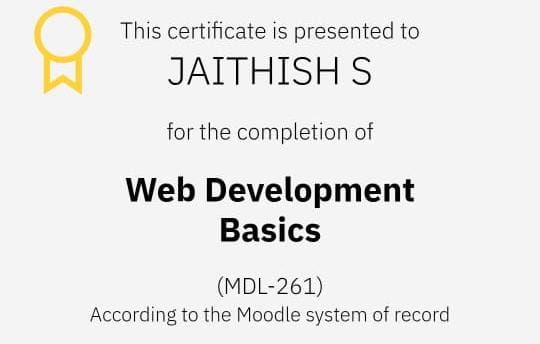 This certificate is presented to
JAITHISH S
for the completion of
Web Development
Basics
(MDL-261)
According to the Moodle system of record